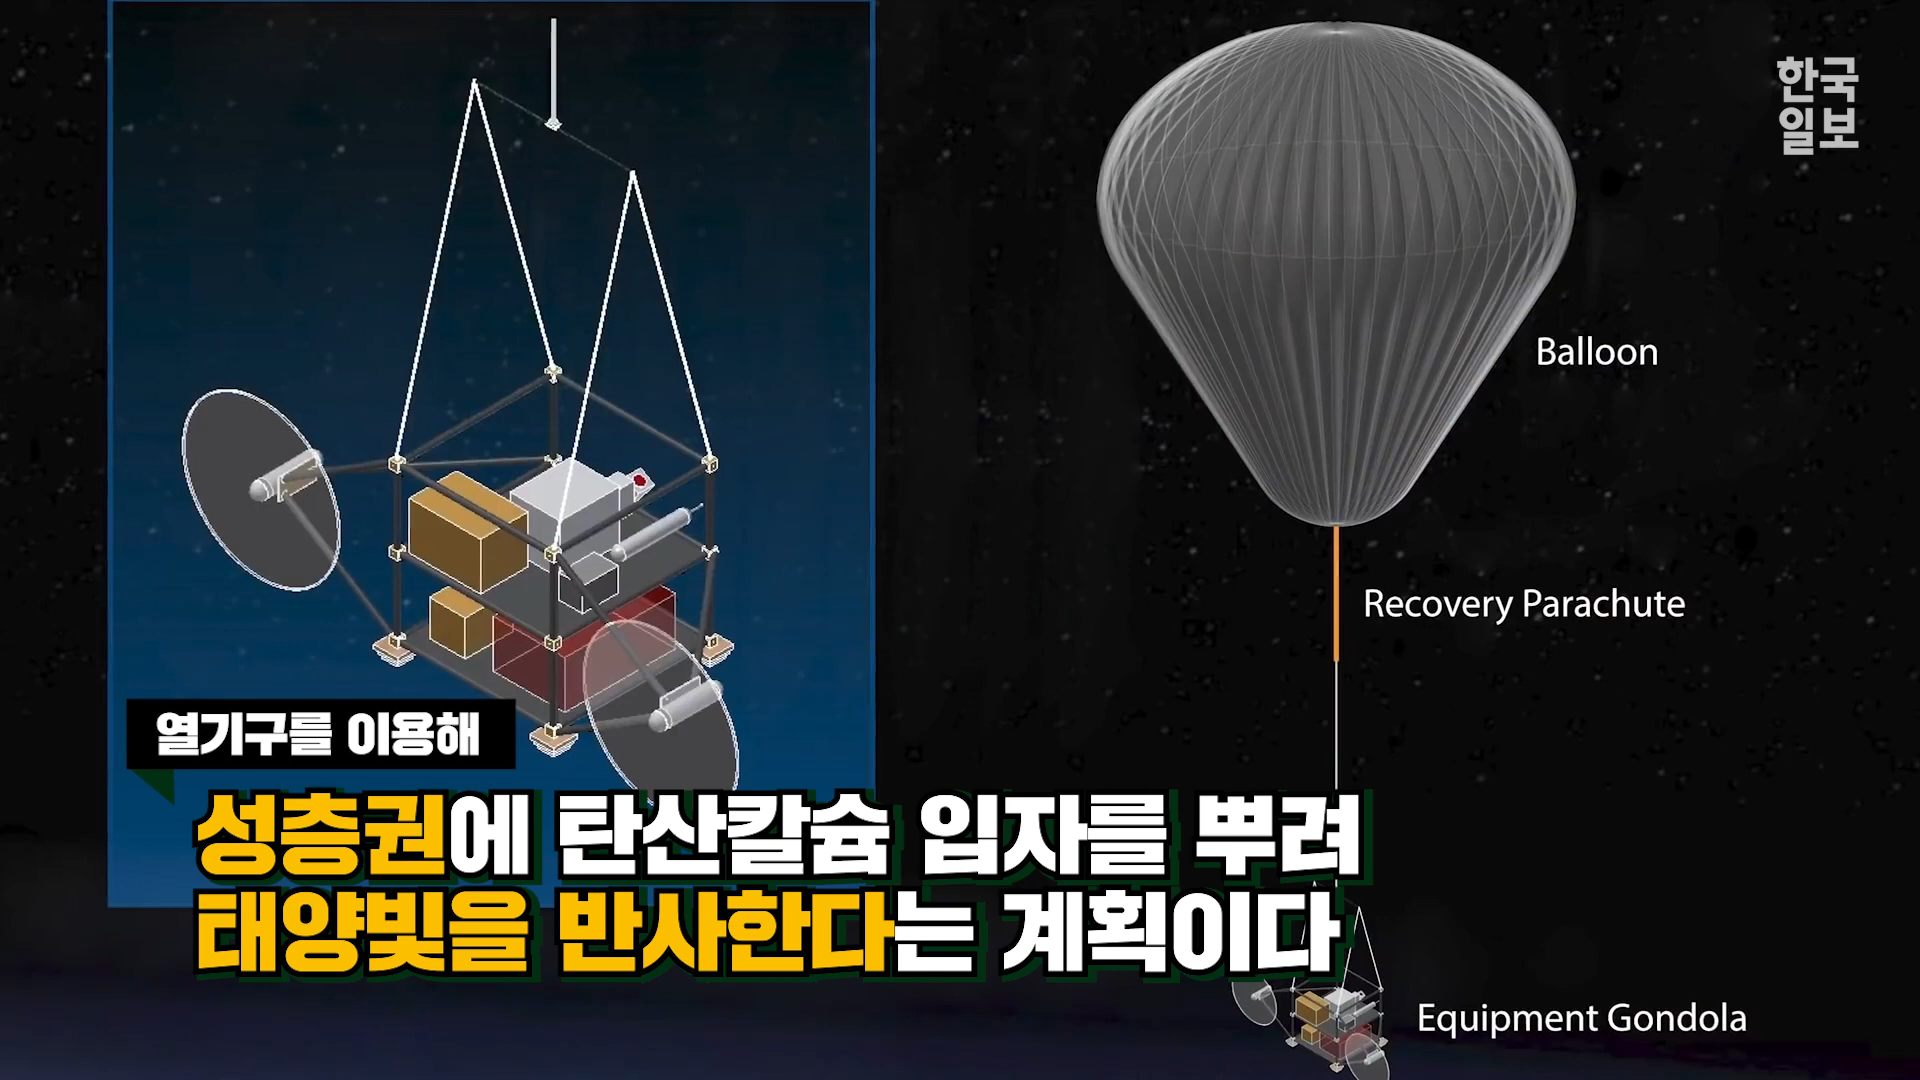 한국
일보
Balloon
Recovery Parachute
열기구를 이용해
성층권에 탄산칼슘 입자를 뿌려
태양빛을 반사한다는 계획이다
Equipment Gondola